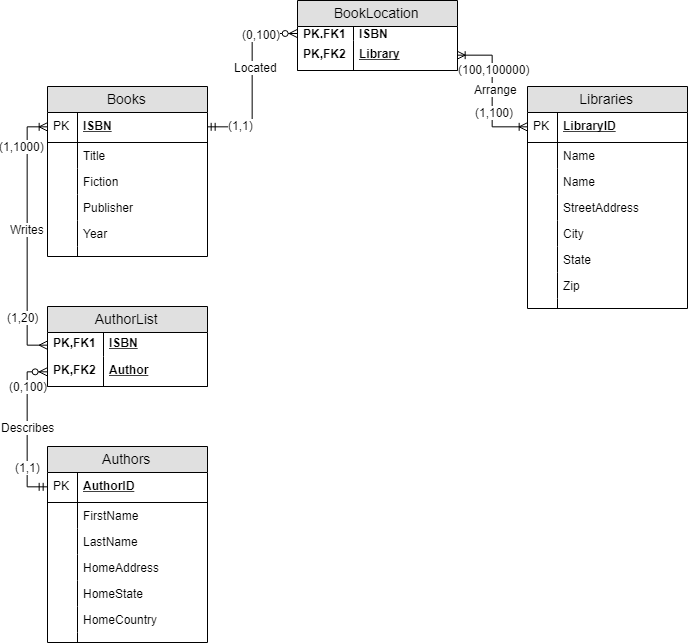 BookLocation
(0,100)
PK.FK1 ISBN
PK,FK2 Library
Located
(100,100000)
Arrange
Books
Libraries
(1,100)
PK ISBN
(1,1)
PK LibraryID
(1,1000)
Title
Name
Fiction
Name
Publisher
StreetAddress
Writes
Year
City
State
Zip
(1,20)
AuthorList
PK,FK1 ISBN
PK,FK2 Author
(0,100)
Describes
Authors
(1,1)
PK AuthorID
FirstName
LastName
HomeAddress
HomeState
HomeCountry